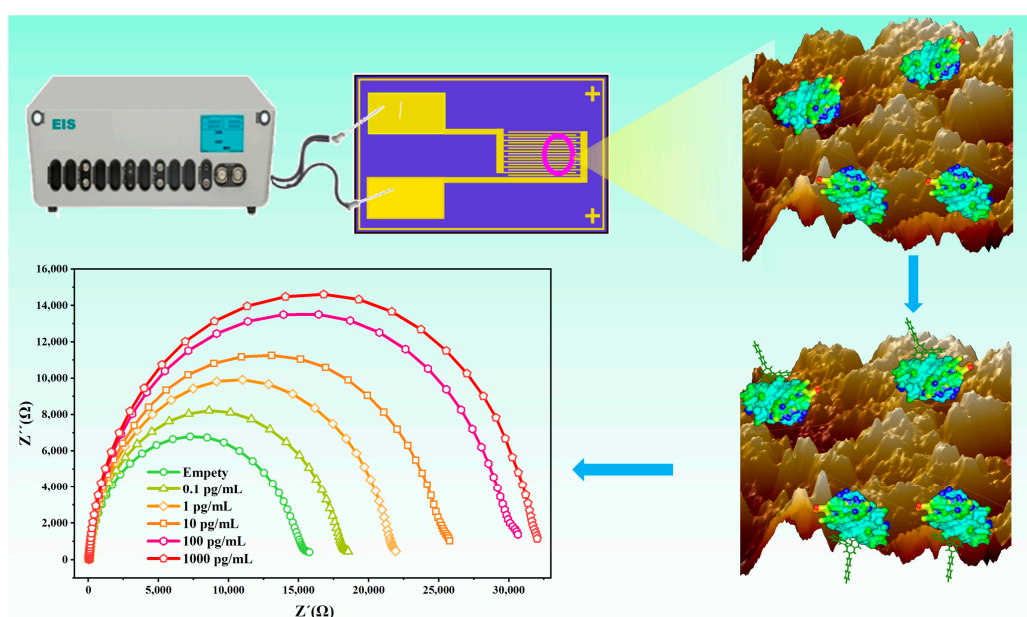 EIS
16,000
14,000
12,000
10,000
8,000
6,000
4,000
2,000
0
Z´´(Ω)
Empety
0.1 pg/mL
1 pg/mL
10 pg/mL
100 pg/mL
1000 pg/mL
0 5,000 10,000 15,000 20,000 25,000 30,000
Z´(Ω)